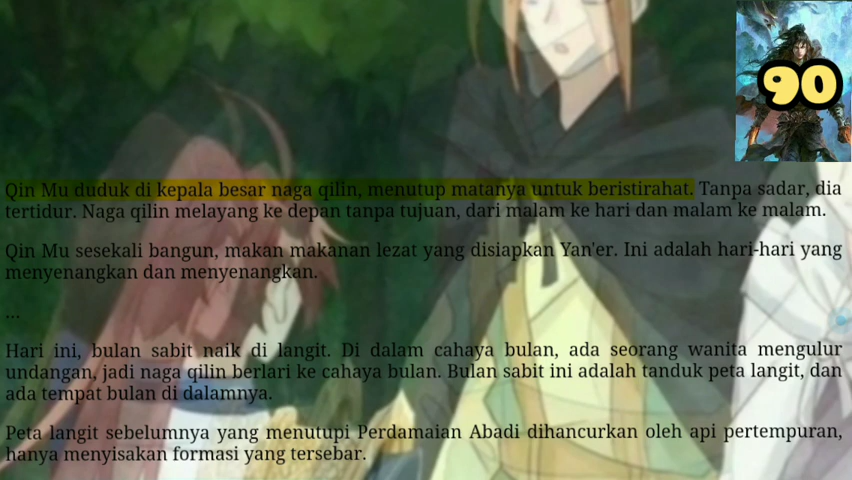 90
Qin Mu duduk di kepala besar naga qilin, menutup matanya untuk beristirahat. Tanpa sadar, dia
tertidur. Naga qilin melayang ke depan tanpa tujuan, dari malam ke hari dan malam ke malam.
Qin Mu sesekali bangun, makan makanan lezat yang disiapkan Yan'er. Ini adalah hari-hari yang
menyenangkan dan menyenangkan.
...
Hari ini, bulan sabit naik di langit. Di dalam cahaya bulan, ada seorang wanita mengulur
undangan, jadi naga qilin berlari ke cahaya bulan. Bulan sabit ini adalah tanduk peta langit, dan
ada tempat bulan di dalamnya.
Peta langit sebelumnya yang menutupi Perdamaian Abadi dihancurkan oleh api pertempuran,
hanya menyisakan formasi yang tersebar.